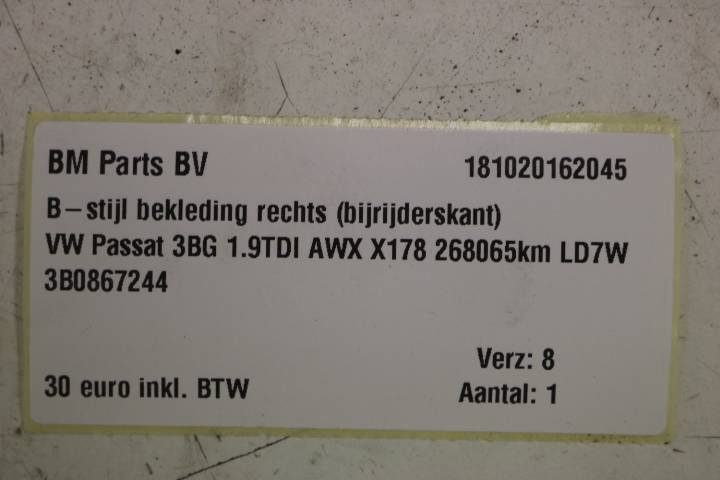 BM Parts BV 181020162045
B-stijl bekleding rechts (bijrijderskant)
VW Passat 3BG 1.9TDI AWX X178 268065km LD7W
3B0867244
Verz: 8
30 euro inkl. BTW Aantal: 1